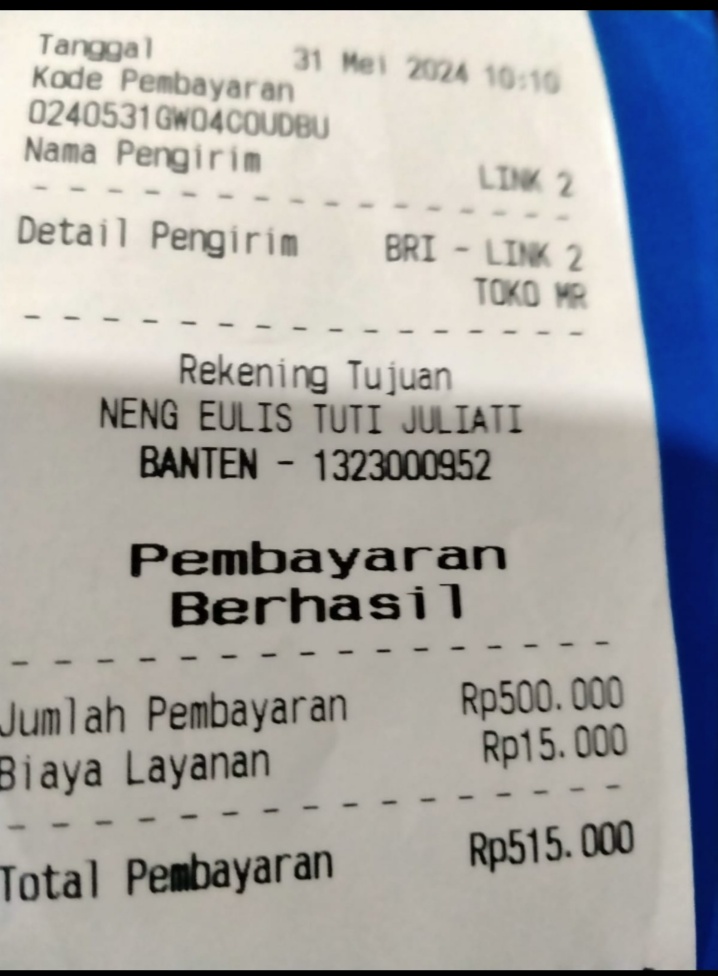 Tanggal 31 Mei 2024 10:10
Kode Pembayaran
0240531GW04C0UDBU
Nama Pengirim LINK 2
Detail Pengirim BRI - LINK 2
TOKO MR
Rekening Tujuan
NENG EULIS TUTI JULIATI
BANTEN - 1323000952
Pembayaran
Berhasil
Jumlah Pembayaran Rp500.000
Biaya Layanan Rp15.000
Total Pembayaran Rp515.000